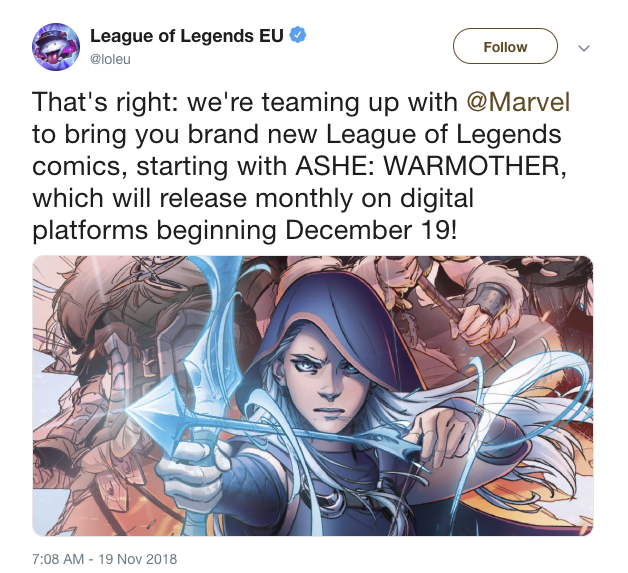 League of Legends EU
@loleu
Follow
That's right: we're teaming up with @Marvel
to bring you brand new League of Legends
comics, starting with ASHE: WARMOTHER,
which will release monthly on digital
platforms beginning December 19!
7:08 AM - 19 Nov 2018